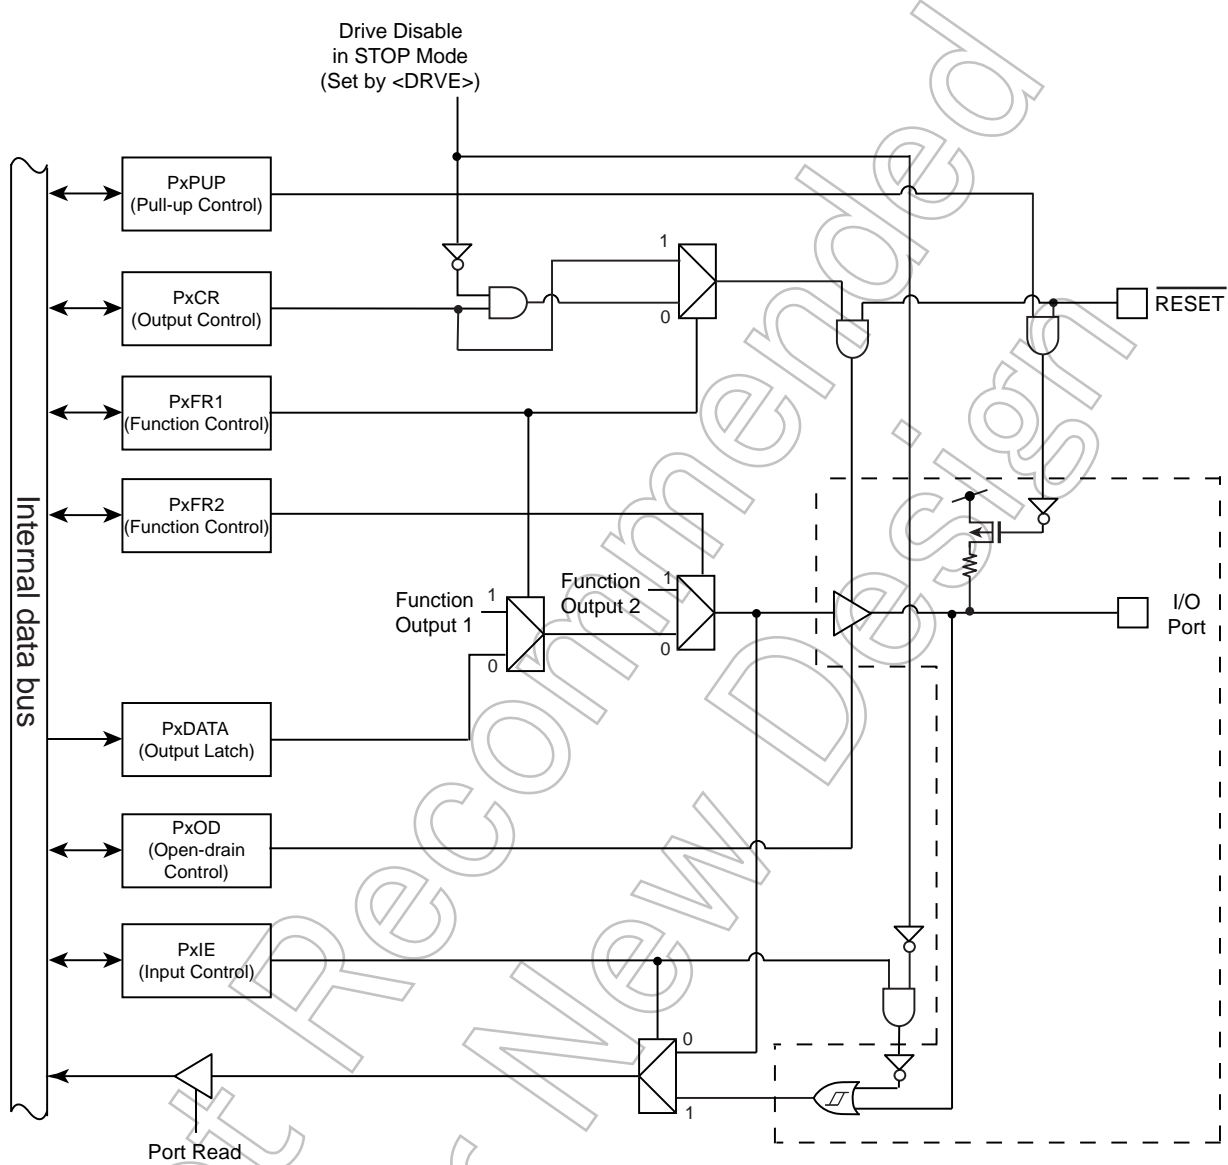 Drive Disable
in STOP Mode
(Set by <DRVE>)
PxPUP
(Pull-up Control)
1
PxCR
(Output Control)
0
RESET
PxFR1
(Function Control)
Internal data bus
PxFR2
(Function Control)
Function
Output 1
1
0
Function
Output 2
1
0
I/O
Port
PxDATA
(Output Latch)
PxOD
(Open-drain
Control)
PxIE
(Input Control)
0
1
Port Read
Not Recommended
for New Design